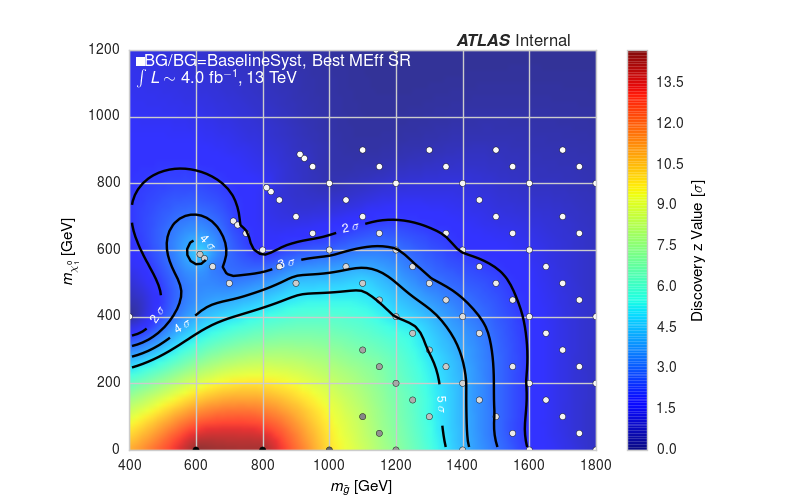 ATLAS Internal
BG/BG=BaselineSyst, Best MEff SR
∫ L ∼ 4.0 fb⁻¹, 13 TeV
1200
1000
800
600
400
200
0
400
600
800
1000
1200
1400
1600
1800
m_{χ̃₁⁰} [GeV]
m_{g̃} [GeV]
2 σ
3 σ
4 σ
2 σ
4 σ
5 σ
13.5
12.0
10.5
9.0
7.5
6.0
4.5
3.0
1.5
0.0
Discovery z Value [σ]